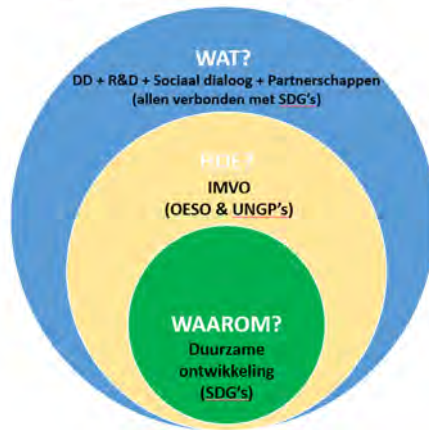 WAT?
DD + R&D + Sociaal dialoog + Partnerschappen
(allen verbonden met SDG's)
HOE?
IMVO
(OESO & UNGP's)
WAAROM?
Duurzame
ontwikkeling
(SDG's)